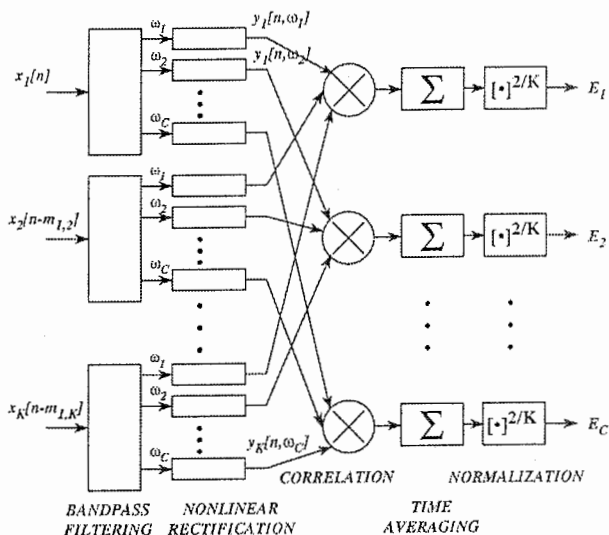 ω1 y1[n,ω1]
x1[n] ω2 y1[n,ω2]
Σ [•]2/K E1
ωC
ω1
x2[n-m1,2] ω2
Σ [•]2/K E2
ωC
ω1
xK[n-m1,K] ω2
Σ [•]2/K EC
ωC yK[n,ωC]
CORRELATION NORMALIZATION
BANDPASS FILTERING
NONLINEAR RECTIFICATION
TIME AVERAGING